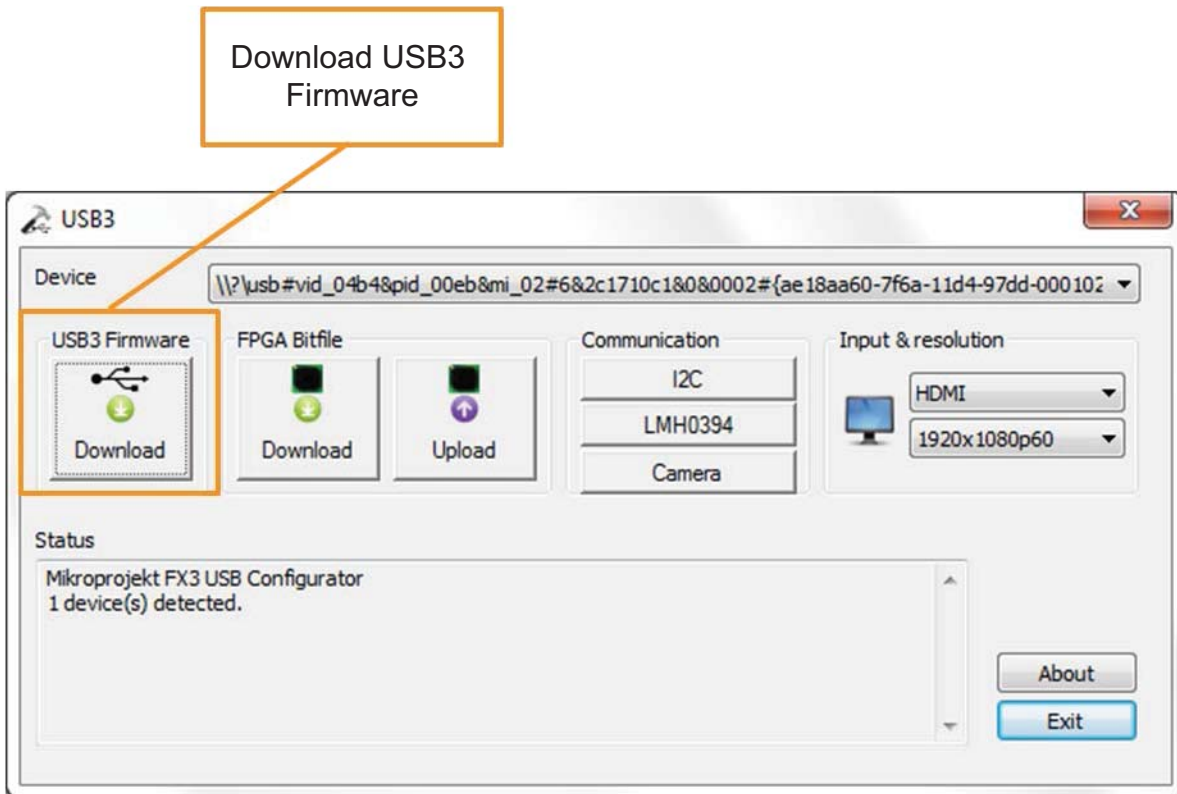 Download USB3
Firmware
USB3
Device
\\?\usb#vid_04b4&pid_00eb&mi_02#6&2c1710c1&0&0002#{ae18aa60-7f6a-11d4-97dd-000102
USB3 Firmware
Download
FPGA Bitfile
Download
Upload
Communication
I2C
LMH0394
Camera
Input & resolution
HDMI
1920x1080p60
Status
Mikroprojekt FX3 USB Configurator
1 device(s) detected.
About
Exit